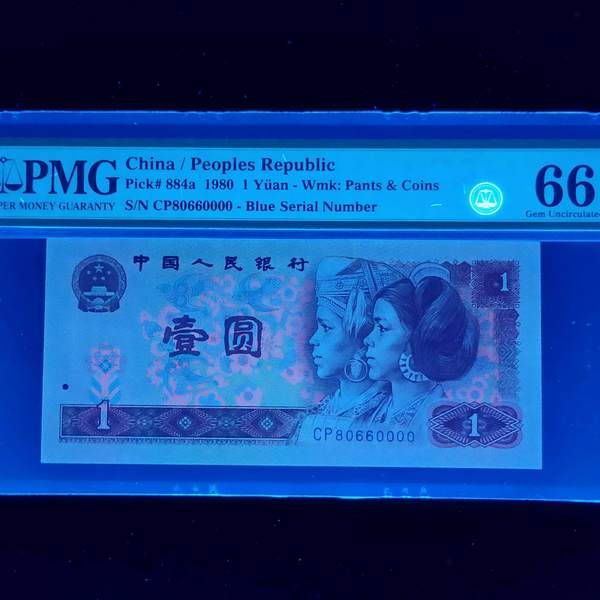 PMG
PER MONEY GUARANTY
China / Peoples Republic
Pick# 884a 1980 1 Yüan - Wmk: Pants & Coins
S/N CP80660000 - Blue Serial Number
66
Gem Uncirculate
中国人民银行
1
壹圆
1
CP80660000
1